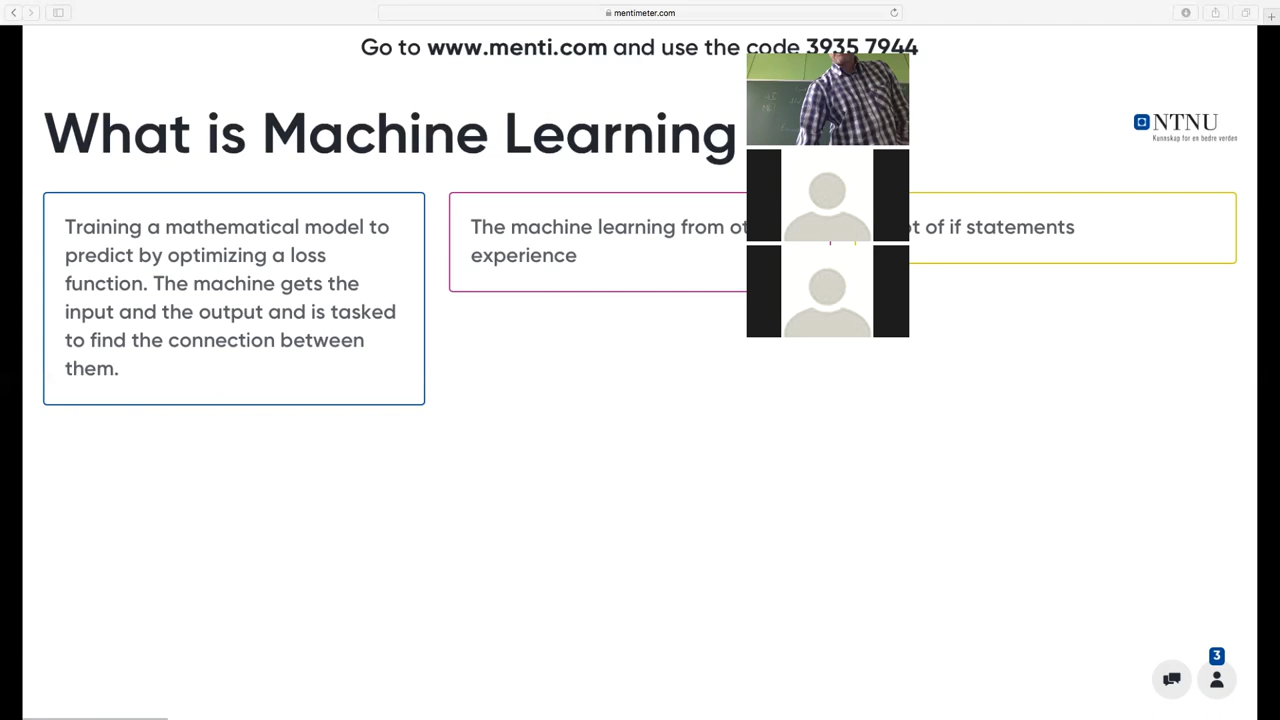 mentimeter.com
Go to www.menti.com and use the code 3935 7944
What is Machine Learning
NTNU
Kunnskap for en bedre verden
Training a mathematical model to
predict by optimizing a loss
function. The machine gets the
input and the output and is tasked
to find the connection between
them.
The machine learning from
experience
of if statements
3